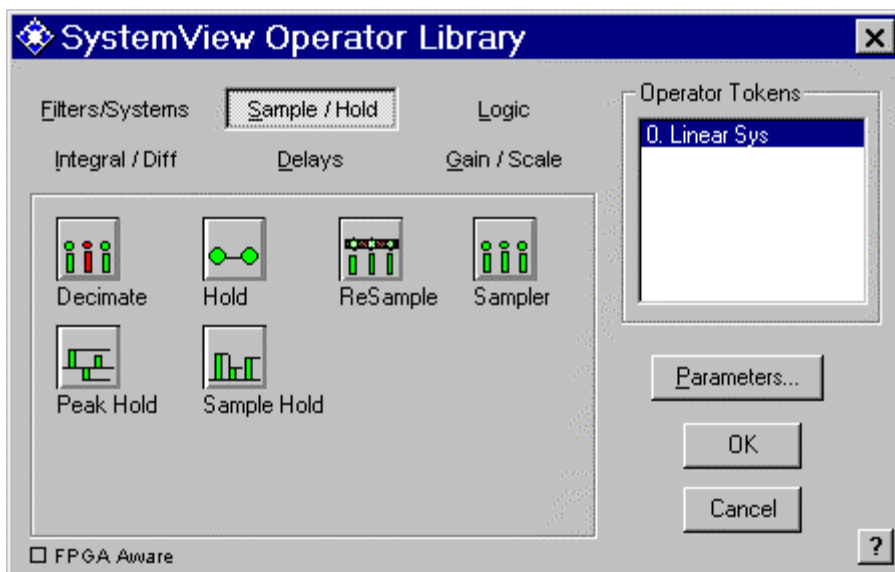 SystemView Operator Library
Filters/Systems Sample / Hold Logic
Integral / Diff Delays Gain / Scale
Operator Tokens
0. Linear Sys
Decimate Hold ReSample Sampler
Peak Hold Sample Hold
Parameters...
OK
Cancel
FPGA Aware
?